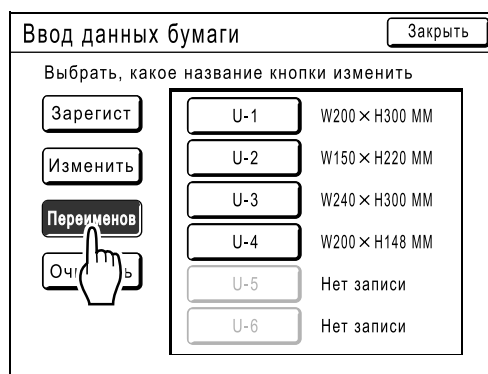 Ввод данных бумаги
Закрыть
Выбрать, какое название кнопки изменить
Зарегист
Изменить
Переименов
U-1 W200×H300 MM
U-2 W150×H220 MM
U-3 W240×H300 MM
U-4 W200×H148 MM
U-5 Нет записи
U-6 Нет записи